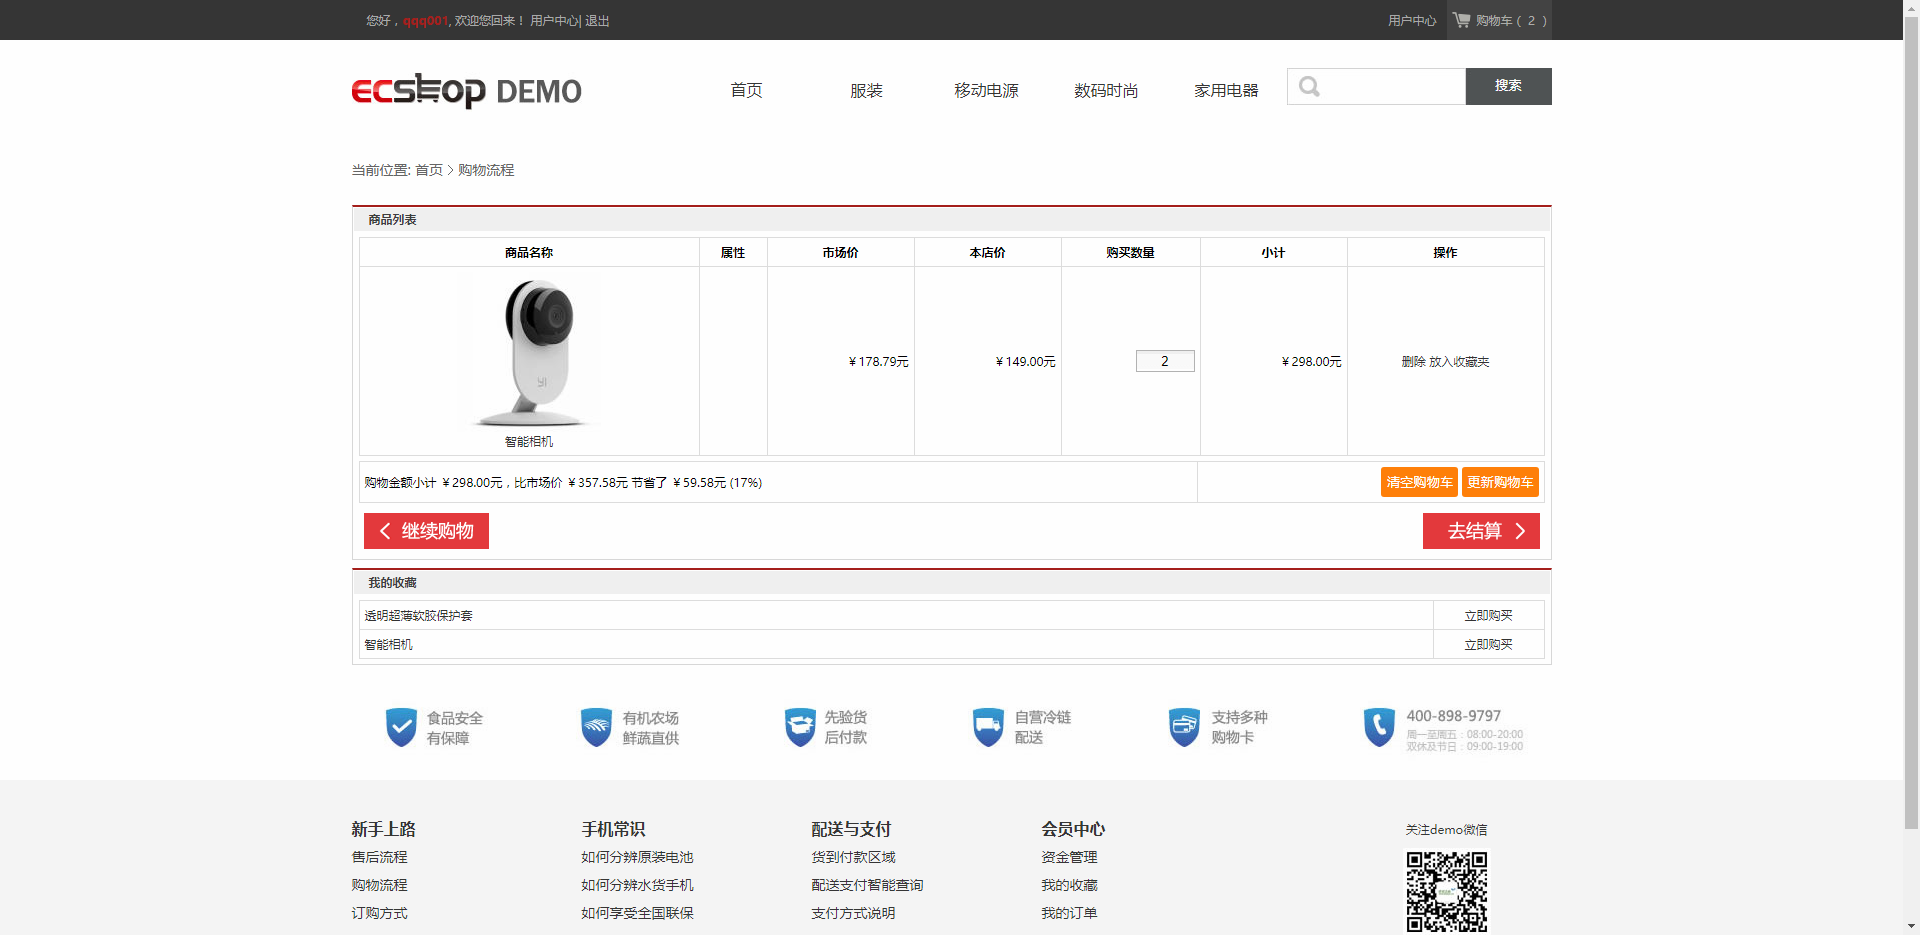 您好，qqq001, 欢迎您回来！ 用户中心| 退出
用户中心 购物车（ 2 ）
ECSHOP DEMO
首页 服装 移动电源 数码时尚 家用电器 搜索
当前位置: 首页 > 购物流程
商品列表
商品名称 属性 市场价 本店价 购买数量 小计 操作
YI
￥178.79元 ￥149.00元 2 ￥298.00元 删除 放入收藏夹
智能相机
购物金额小计 ￥298.00元，比市场价 ￥357.58元 节省了 ￥59.58元 (17%) 清空购物车 更新购物车
< 继续购物 去结算 >
我的收藏
透明超薄软胶保护套 立即购买
智能相机 立即购买
食品安全
有保障
有机农场
鲜蔬直供
先验货
后付款
自营冷链
配送
支持多种
购物卡
400-898-9797
周一至周五：08:00-20:00
双休及节日：09:00-19:00
新手上路 手机常识 配送与支付 会员中心 关注demo微信
售后流程 如何分辨原装电池 货到付款区域 资金管理
购物流程 如何分辨水货手机 配送支付智能查询 我的收藏
订购方式 如何享受全国联保 支付方式说明 我的订单